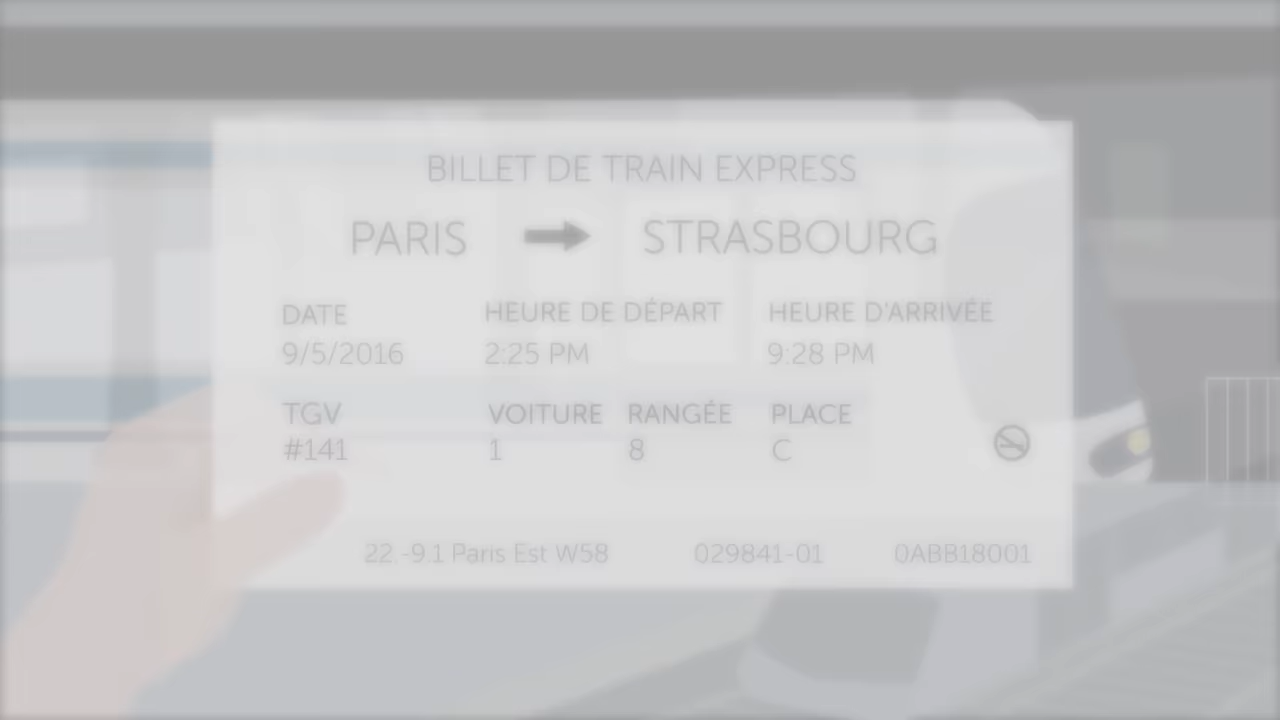 BILLET DE TRAIN EXPRESS
PARIS STRASBOURG
DATE HEURE DE DÉPART HEURE D'ARRIVÉE
9/5/2016 2:25 PM 9:28 PM
TGV VOITURE RANGÉE PLACE
#141 1 8 C
22.-9.1 Paris Est W58 029841-01 0ABB18001